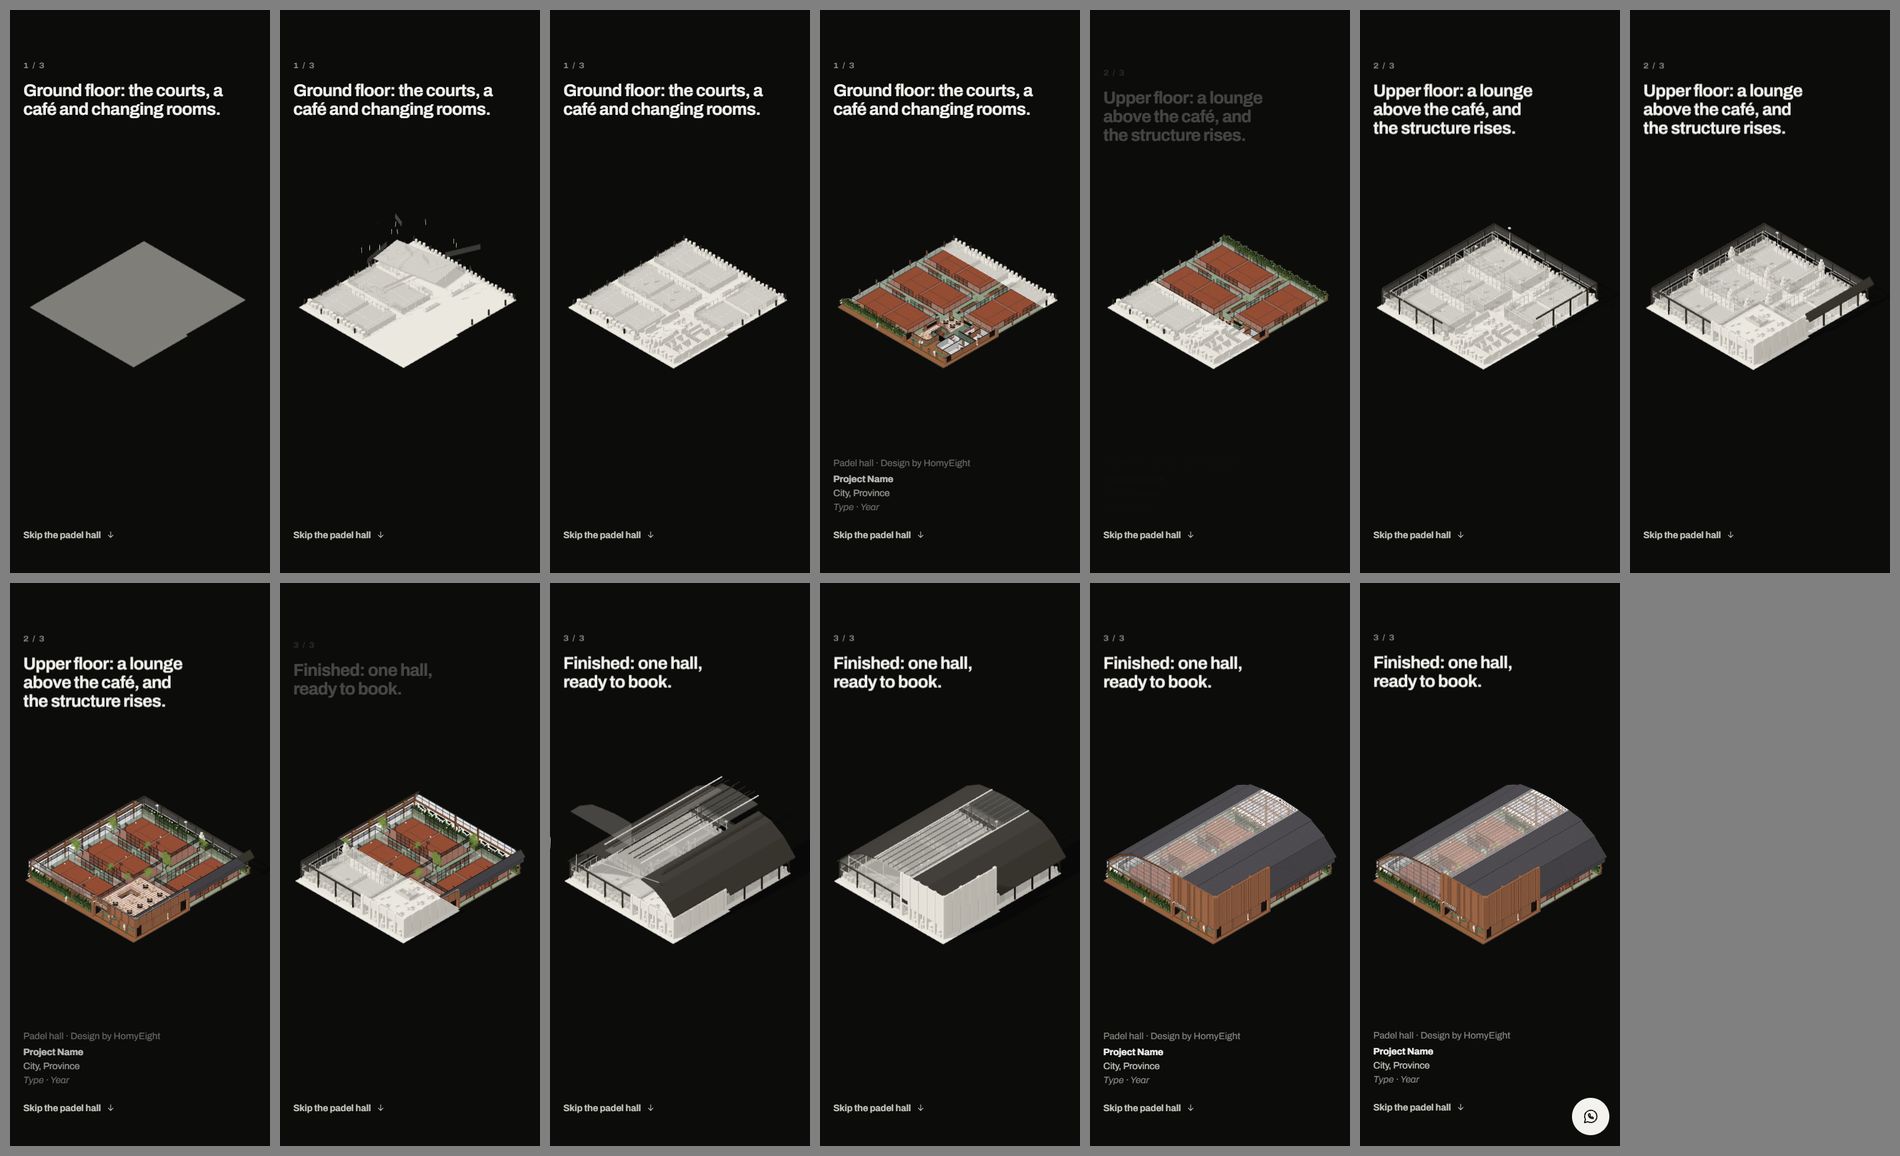 1 / 3
Ground floor: the courts, a
café and changing rooms.
Skip the padel hall ↓
1 / 3
Ground floor: the courts, a
café and changing rooms.
Skip the padel hall ↓
1 / 3
Ground floor: the courts, a
café and changing rooms.
Skip the padel hall ↓
1 / 3
Ground floor: the courts, a
café and changing rooms.
Padel hall · Design by HomyEight
Project Name
City, Province
Type · Year
Skip the padel hall ↓
2 / 3
Upper floor: a lounge
above the café, and
the structure rises.
Skip the padel hall ↓
2 / 3
Upper floor: a lounge
above the café, and
the structure rises.
Skip the padel hall ↓
2 / 3
Upper floor: a lounge
above the café, and
the structure rises.
Skip the padel hall ↓
2 / 3
Upper floor: a lounge
above the café, and
the structure rises.
Padel hall · Design by HomyEight
Project Name
City, Province
Type · Year
Skip the padel hall ↓
3 / 3
Finished: one hall,
ready to book.
Skip the padel hall ↓
3 / 3
Finished: one hall,
ready to book.
Skip the padel hall ↓
3 / 3
Finished: one hall,
ready to book.
Skip the padel hall ↓
3 / 3
Finished: one hall,
ready to book.
Padel hall · Design by HomyEight
Project Name
City, Province
Type · Year
Skip the padel hall ↓
3 / 3
Finished: one hall,
ready to book.
Padel hall · Design by HomyEight
Project Name
City, Province
Type · Year
Skip the padel hall ↓